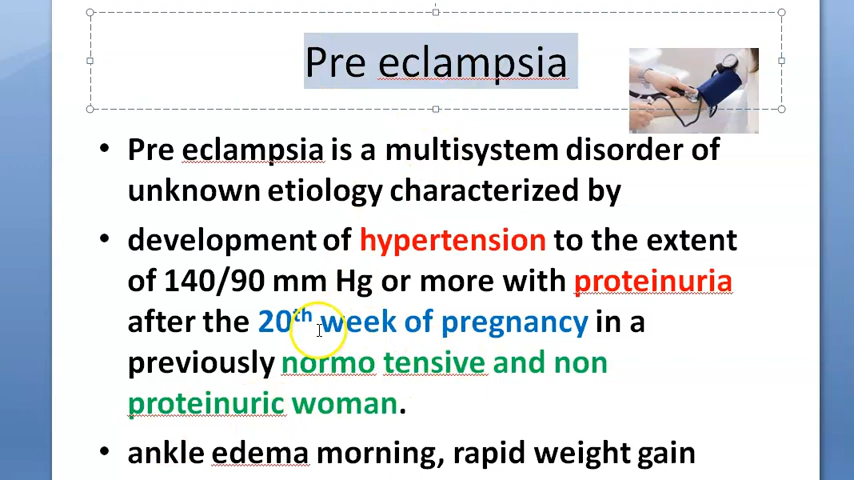 Pre eclampsia
• Pre eclampsia is a multisystem disorder of
unknown etiology characterized by
• development of hypertension to the extent
of 140/90 mm Hg or more with proteinuria
after the 20th week of pregnancy in a
previously normo tensive and non
proteinuric woman.
• ankle edema morning, rapid weight gain